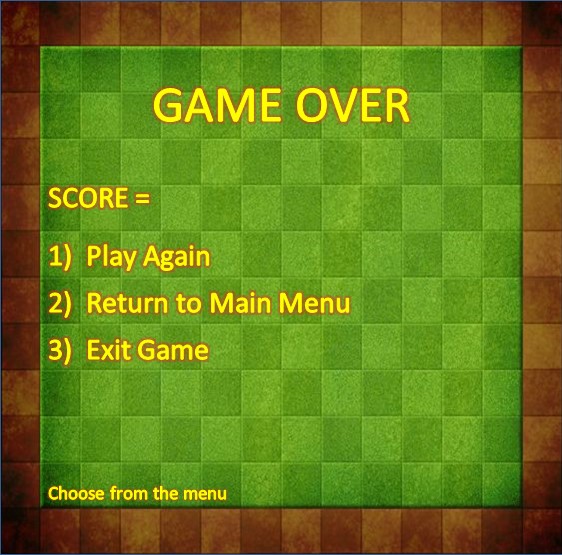 GAME OVER
SCORE =
1) Play Again
2) Return to Main Menu
3) Exit Game
Choose from the menu